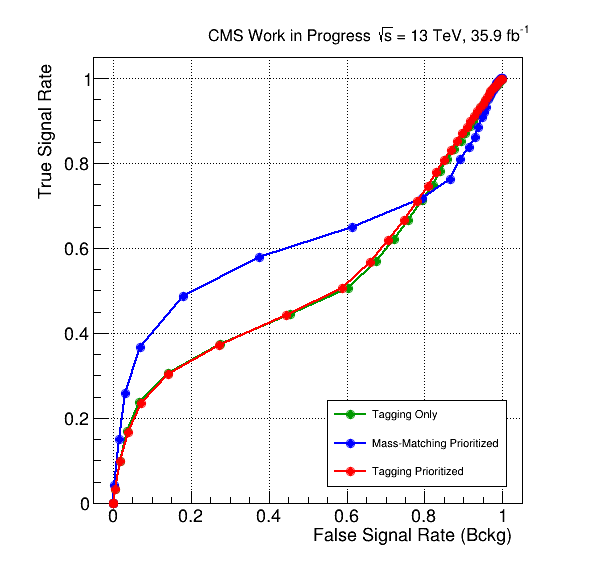 CMS Work in Progress √s = 13 TeV, 35.9 fb⁻¹
True Signal Rate
1
0.8
0.6
0.4
0.2
0
0 0.2 0.4 0.6 0.8 1
False Signal Rate (Bckg)
Tagging Only
Mass-Matching Prioritized
Tagging Prioritized